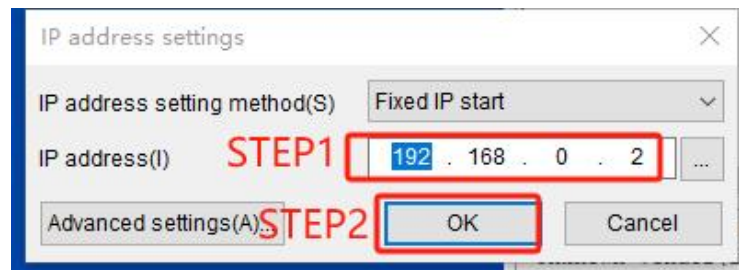 IP address settings
IP address setting method(S) Fixed IP start
IP address(I) STEP1 192 . 168 . 0 . 2 ...
Advanced settings(A)... STEP2 OK Cancel